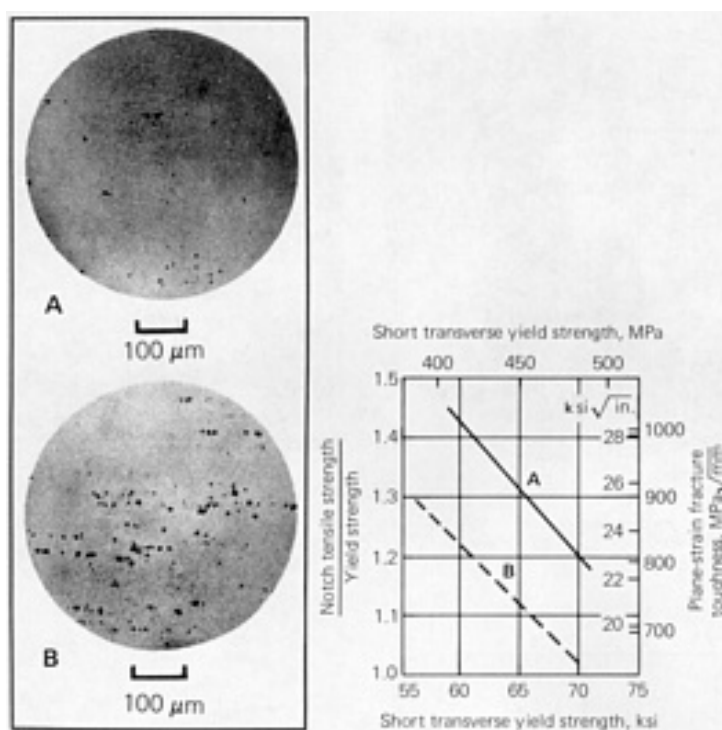 A
100 μm
B
100 μm
Short transverse yield strength, MPa
400 450 500
1.5
1.4
1.3
1.2
1.1
1.0
Notch tensile strength
Yield strength
A
B
ksi √in.
28
26
24
22
20
1000
900
800
700
Plane-strain fracture
toughness, MPa√mm
55 60 65 70 75
Short transverse yield strength, ksi